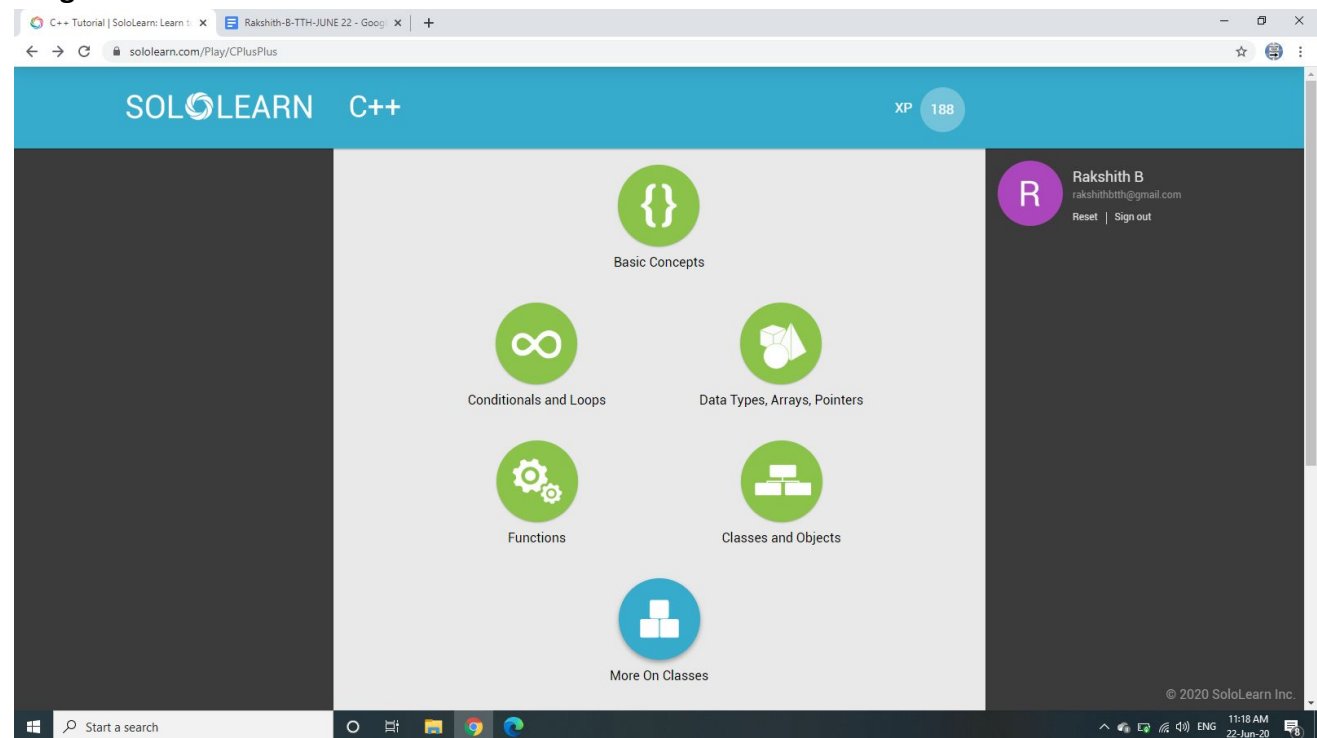 C++ Tutorial | SoloLearn: Learn t
Rakshith-B-TTH-JUNE 22 - Goog
sololearn.com/Play/CPlusPlus
SOLOLEARN C++
XP 188
R
Rakshith B
rakshithbtth@gmail.com
Reset | Sign out
{}
Basic Concepts
Conditionals and Loops
Data Types, Arrays, Pointers
Functions
Classes and Objects
More On Classes
© 2020 SoloLearn Inc.
Start a search
ENG
11:18 AM
22-Jun-20
8